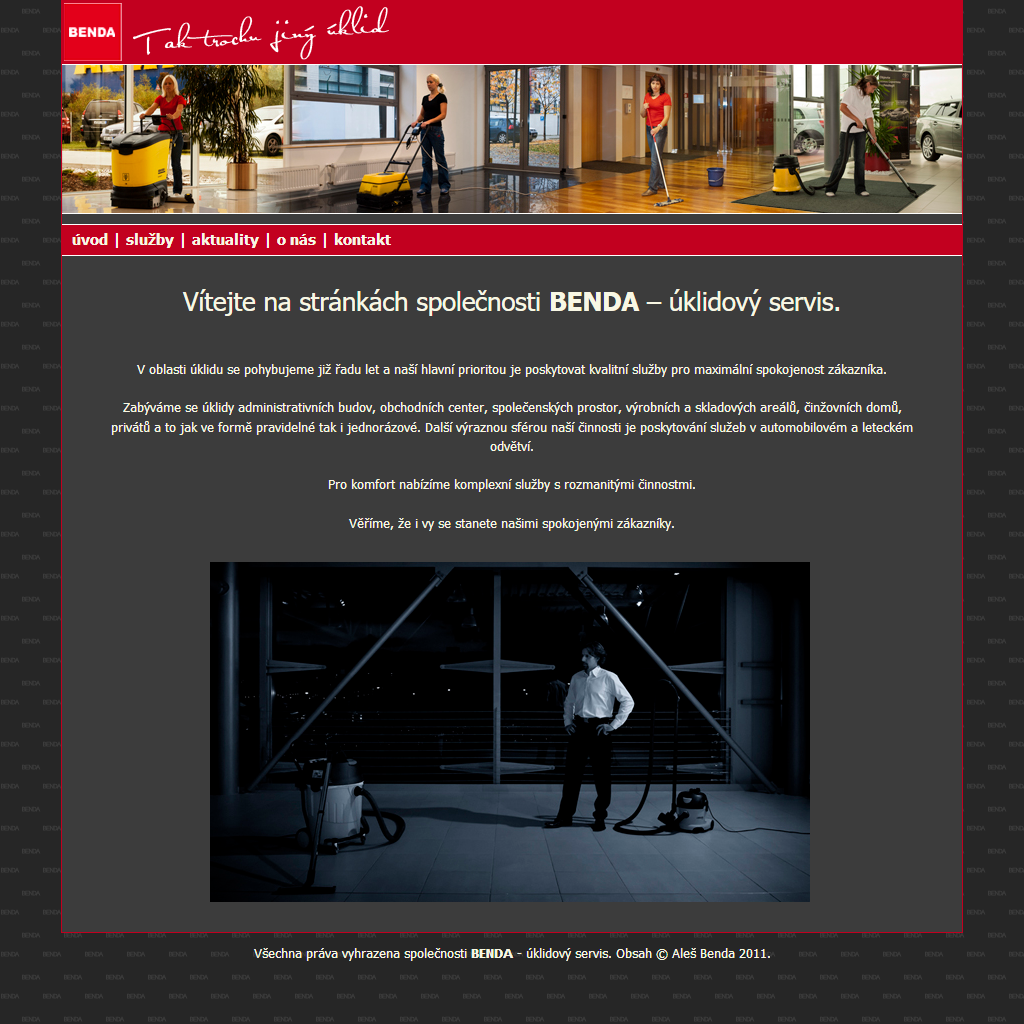 BENDA Tak trochu jiný úklid
úvod | služby | aktuality | o nás | kontakt
Vítejte na stránkách společnosti BENDA – úklidový servis.
V oblasti úklidu se pohybujeme již řadu let a naší hlavní prioritou je poskytovat kvalitní služby pro maximální spokojenost zákazníka.
Zabýváme se úklidy administrativních budov, obchodních center, společenských prostor, výrobních a skladových areálů, činžovních domů,
privátů a to jak ve formě pravidelné tak i jednorázové. Další výraznou sférou naší činnosti je poskytování služeb v automobilovém a leteckém
odvětví.
Pro komfort nabízíme komplexní služby s rozmanitými činnostmi.
Věříme, že i vy se stanete našimi spokojenými zákazníky.
Všechna práva vyhrazena společnosti BENDA - úklidový servis. Obsah © Aleš Benda 2011.